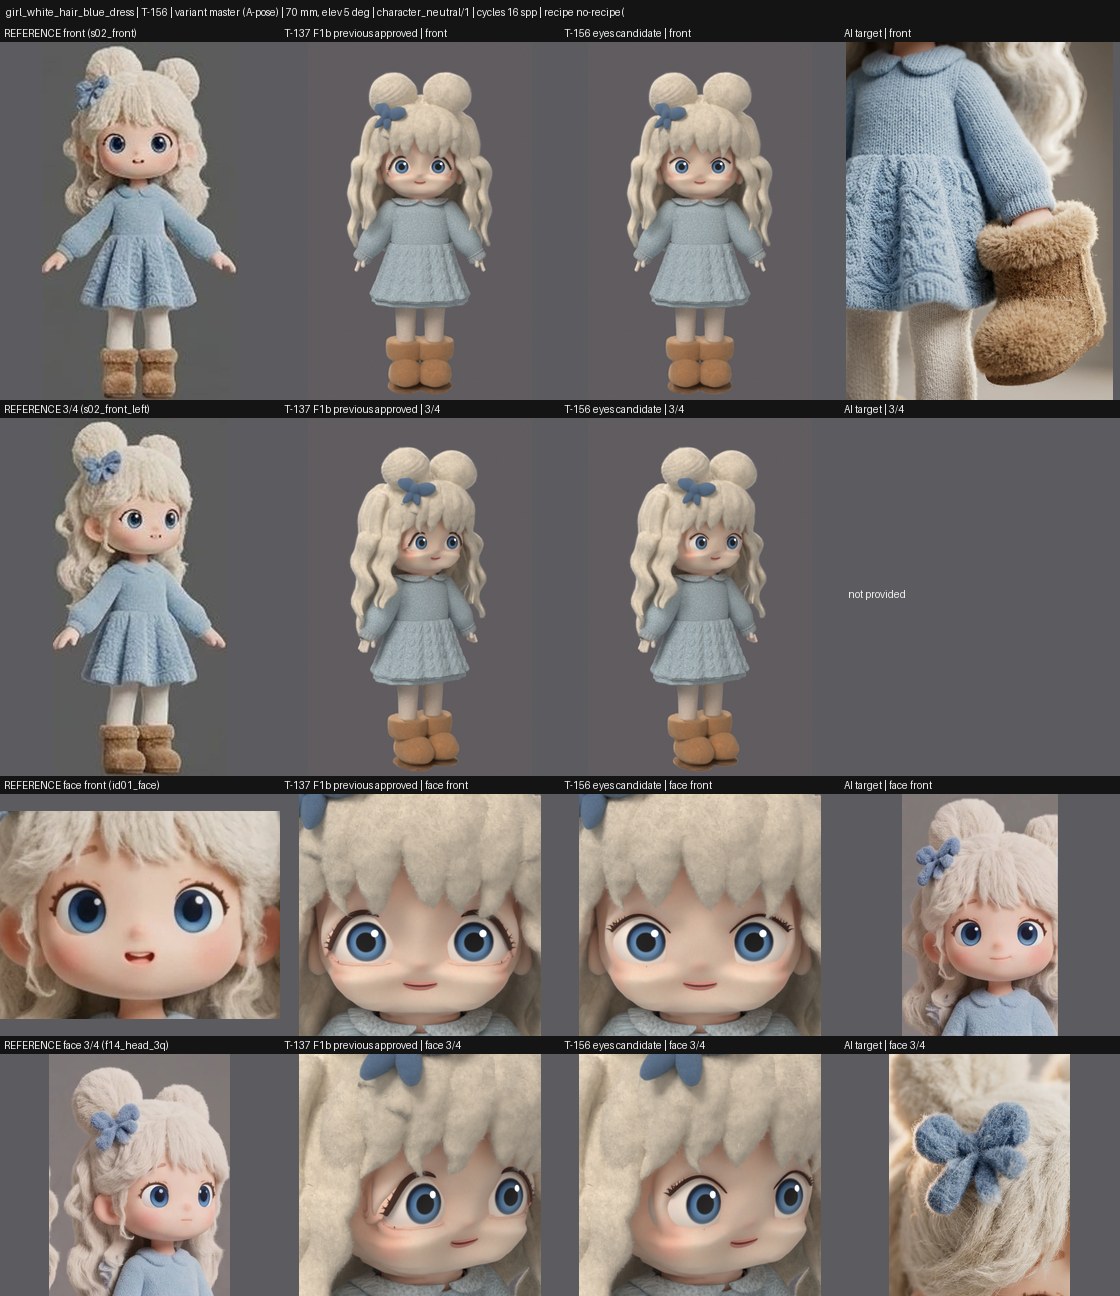 girl_white_hair_blue_dress | T-156 | variant master (A-pose) | 70 mm, elev 5 deg | character_neutral/1 | cycles 16 spp | recipe no-recipe(
REFERENCE front (s02_front)
T-137 F1b previous approved | front
T-156 eyes candidate | front
AI target | front
REFERENCE 3/4 (s02_front_left)
T-137 F1b previous approved | 3/4
T-156 eyes candidate | 3/4
AI target | 3/4
not provided
REFERENCE face front (id01_face)
T-137 F1b previous approved | face front
T-156 eyes candidate | face front
AI target | face front
REFERENCE face 3/4 (f14_head_3q)
T-137 F1b previous approved | face 3/4
T-156 eyes candidate | face 3/4
AI target | face 3/4